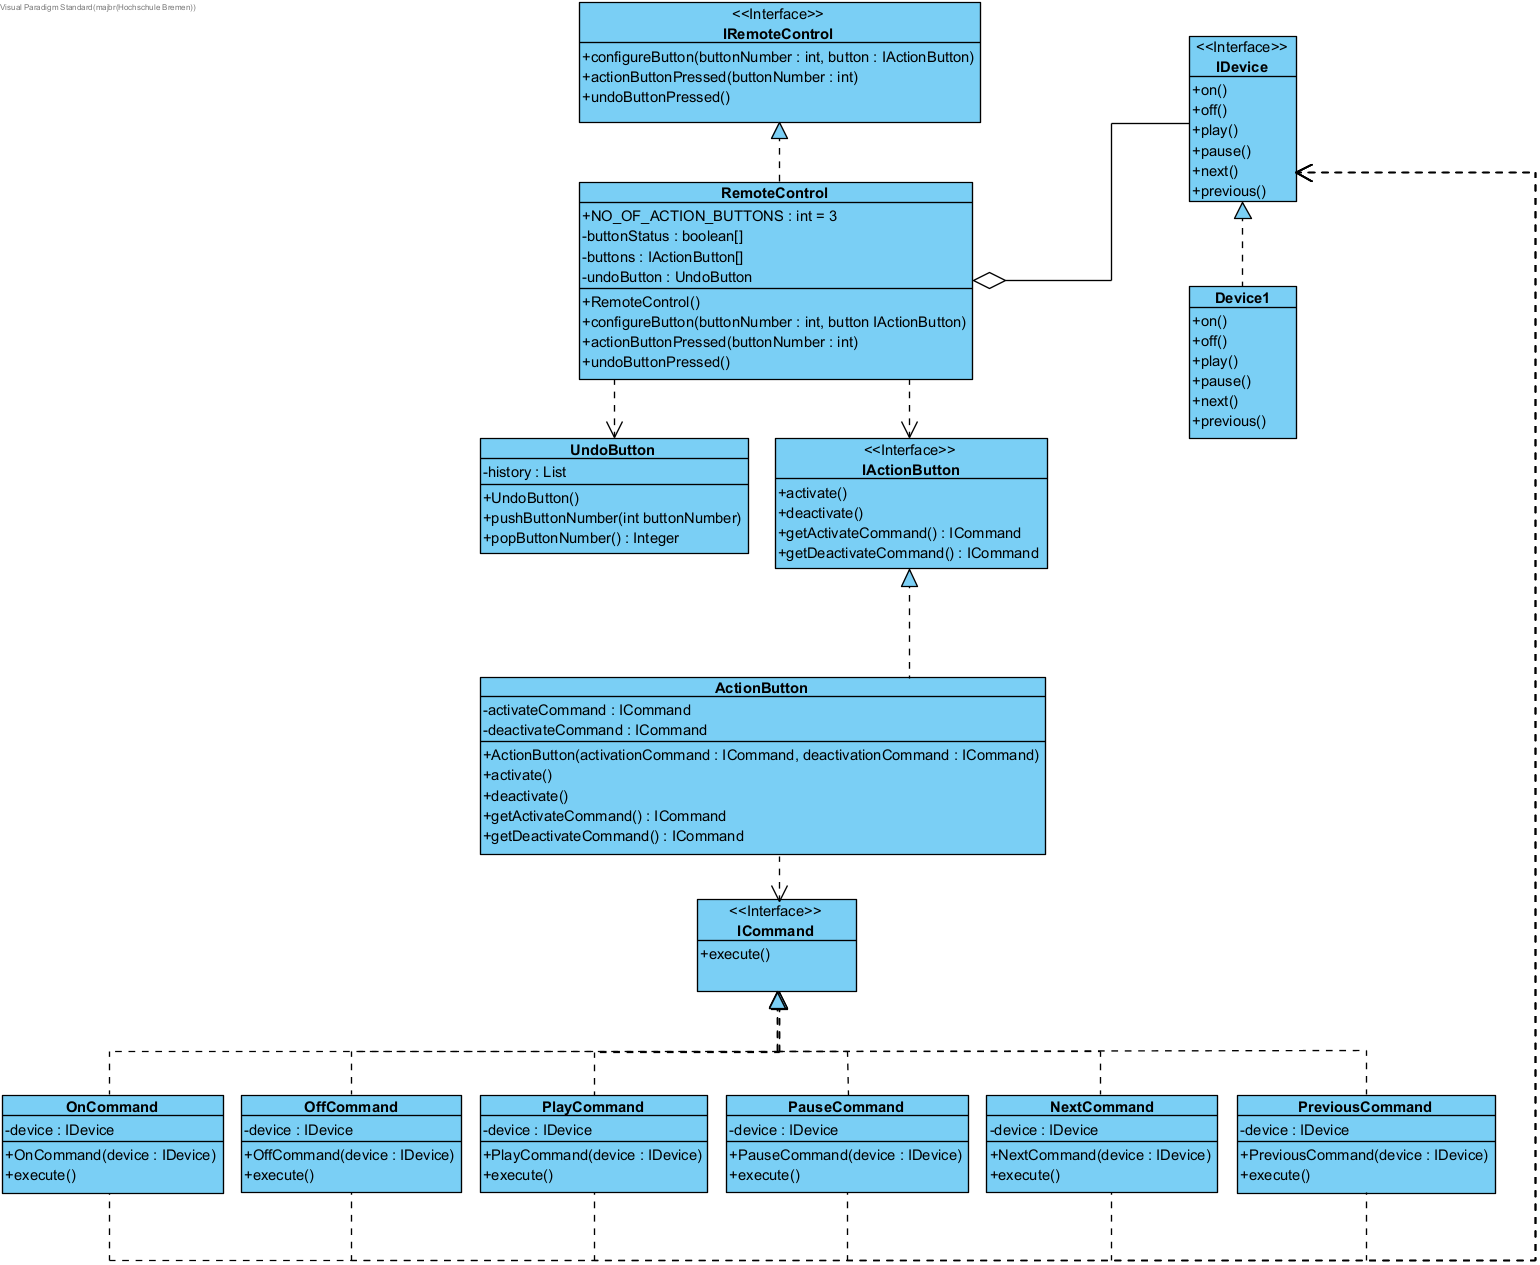 Visual Paradigm Standard(majbr(Hochschule Bremen))
<<Interface>>
IRemoteControl
+configureButton(buttonNumber : int, button : IActionButton)
+actionButtonPressed(buttonNumber : int)
+undoButtonPressed()
<<Interface>>
IDevice
+on()
+off()
+play()
+pause()
+next()
+previous()
RemoteControl
+NO_OF_ACTION_BUTTONS : int = 3
-buttonStatus : boolean[]
-buttons : IActionButton[]
-undoButton : UndoButton
+RemoteControl()
+configureButton(buttonNumber : int, button IActionButton)
+actionButtonPressed(buttonNumber : int)
+undoButtonPressed()
Device1
+on()
+off()
+play()
+pause()
+next()
+previous()
UndoButton
-history : List
+UndoButton()
+pushButtonNumber(int buttonNumber)
+popButtonNumber() : Integer
<<Interface>>
IActionButton
+activate()
+deactivate()
+getActivateCommand() : ICommand
+getDeactivateCommand() : ICommand
ActionButton
-activateCommand : ICommand
-deactivateCommand : ICommand
+ActionButton(activationCommand : ICommand, deactivationCommand : ICommand)
+activate()
+deactivate()
+getActivateCommand() : ICommand
+getDeactivateCommand() : ICommand
<<Interface>>
ICommand
+execute()
OnCommand
-device : IDevice
+OnCommand(device : IDevice)
+execute()
OffCommand
-device : IDevice
+OffCommand(device : IDevice)
+execute()
PlayCommand
-device : IDevice
+PlayCommand(device : IDevice)
+execute()
PauseCommand
-device : IDevice
+PauseCommand(device : IDevice)
+execute()
NextCommand
-device : IDevice
+NextCommand(device : IDevice)
+execute()
PreviousCommand
-device : IDevice
+PreviousCommand(device : IDevice)
+execute()